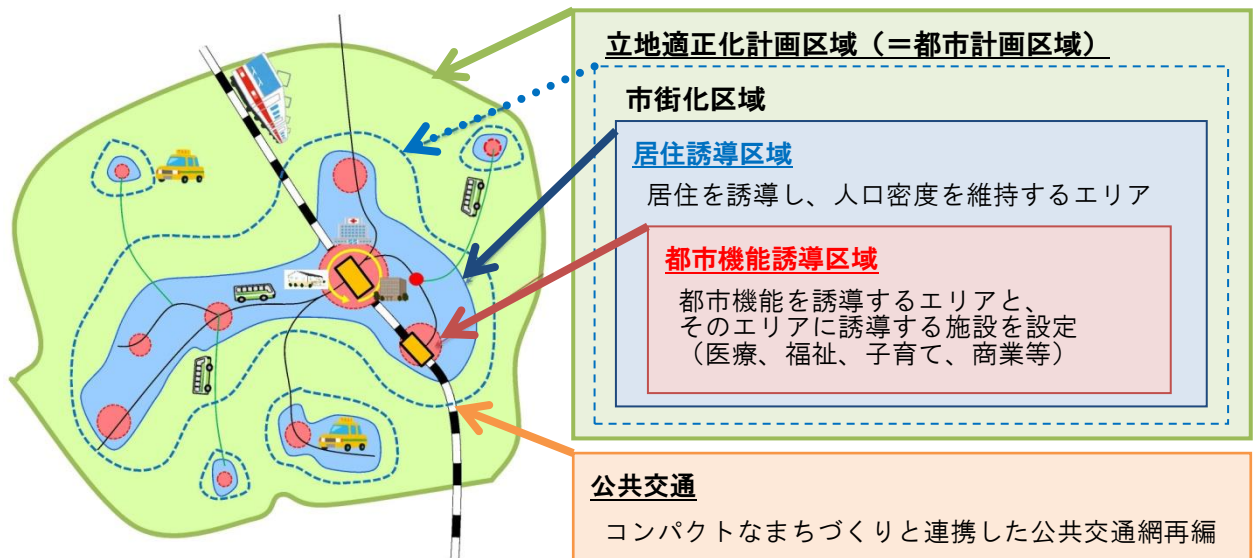 立地適正化計画区域（＝都市計画区域）
市街化区域
居住誘導区域
居住を誘導し、人口密度を維持するエリア
都市機能誘導区域
都市機能を誘導するエリアと、
そのエリアに誘導する施設を設定
（医療、福祉、子育て、商業等）
公共交通
コンパクトなまちづくりと連携した公共交通網再編